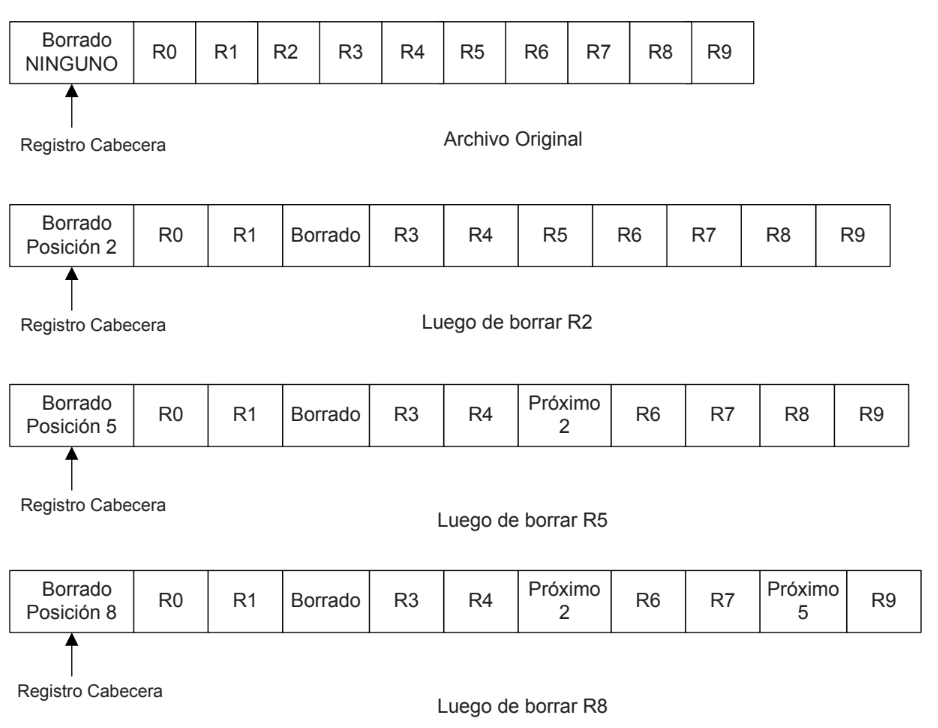 Borrado
NINGUNO
R0
R1
R2
R3
R4
R5
R6
R7
R8
R9
Registro Cabecera
Archivo Original
Borrado
Posición 2
R0
R1
Borrado
R3
R4
R5
R6
R7
R8
R9
Registro Cabecera
Luego de borrar R2
Borrado
Posición 5
R0
R1
Borrado
R3
R4
Próximo
2
R6
R7
R8
R9
Registro Cabecera
Luego de borrar R5
Borrado
Posición 8
R0
R1
Borrado
R3
R4
Próximo
2
R6
R7
Próximo
5
R9
Registro Cabecera
Luego de borrar R8